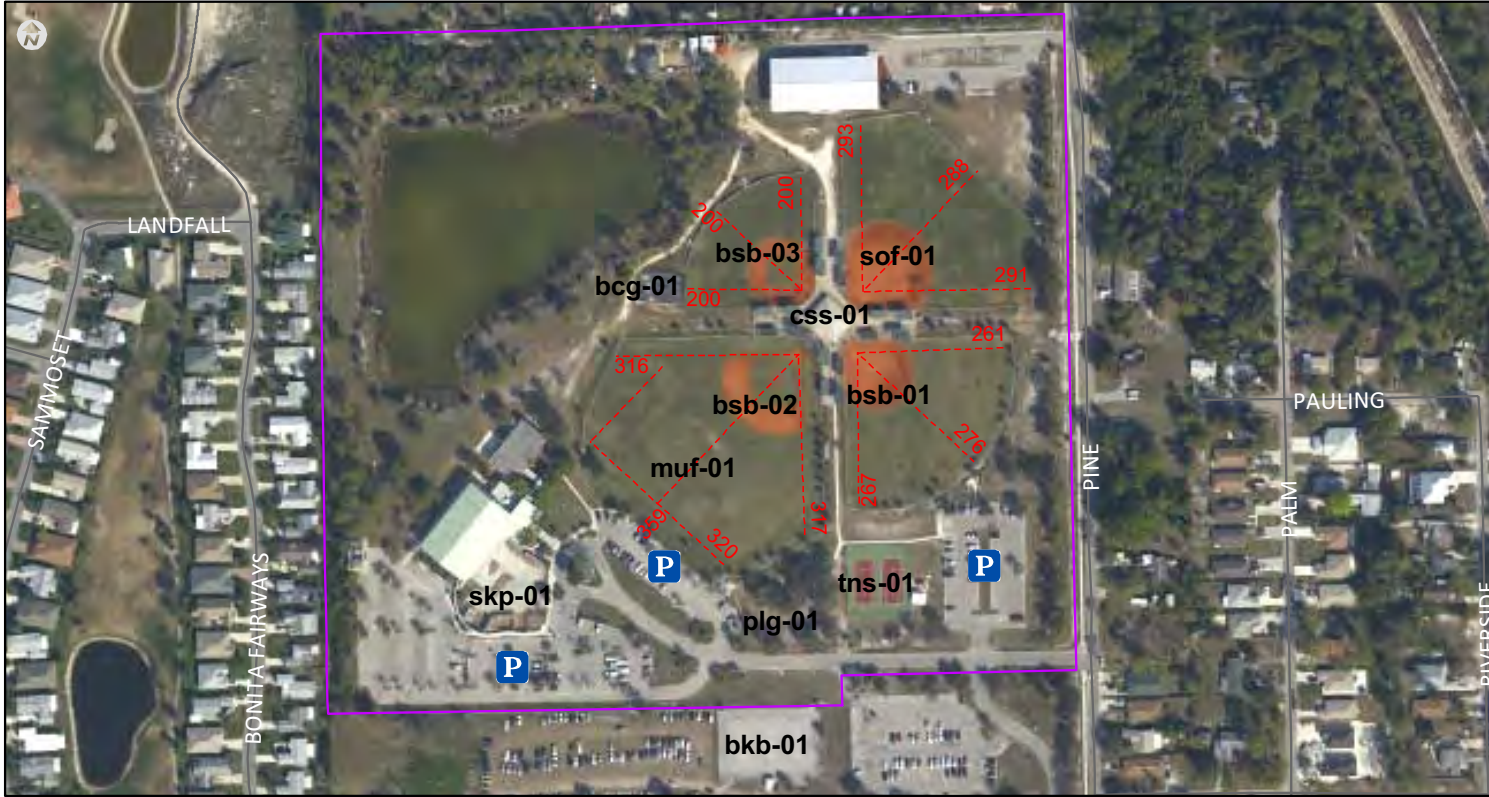 N
293
288
200
200
LANDFALL
bsb-03
sof-01
bcg-01
291
200
css-01
261
SAMMOSET
316
bsb-02
bsb-01
PAULING
276
muf-01
PINE
267
PALM
317
359
320
P
P
tns-01
skp-01
BONITA FAIRWAYS
plg-01
RIVERSIDE
P
bkb-01